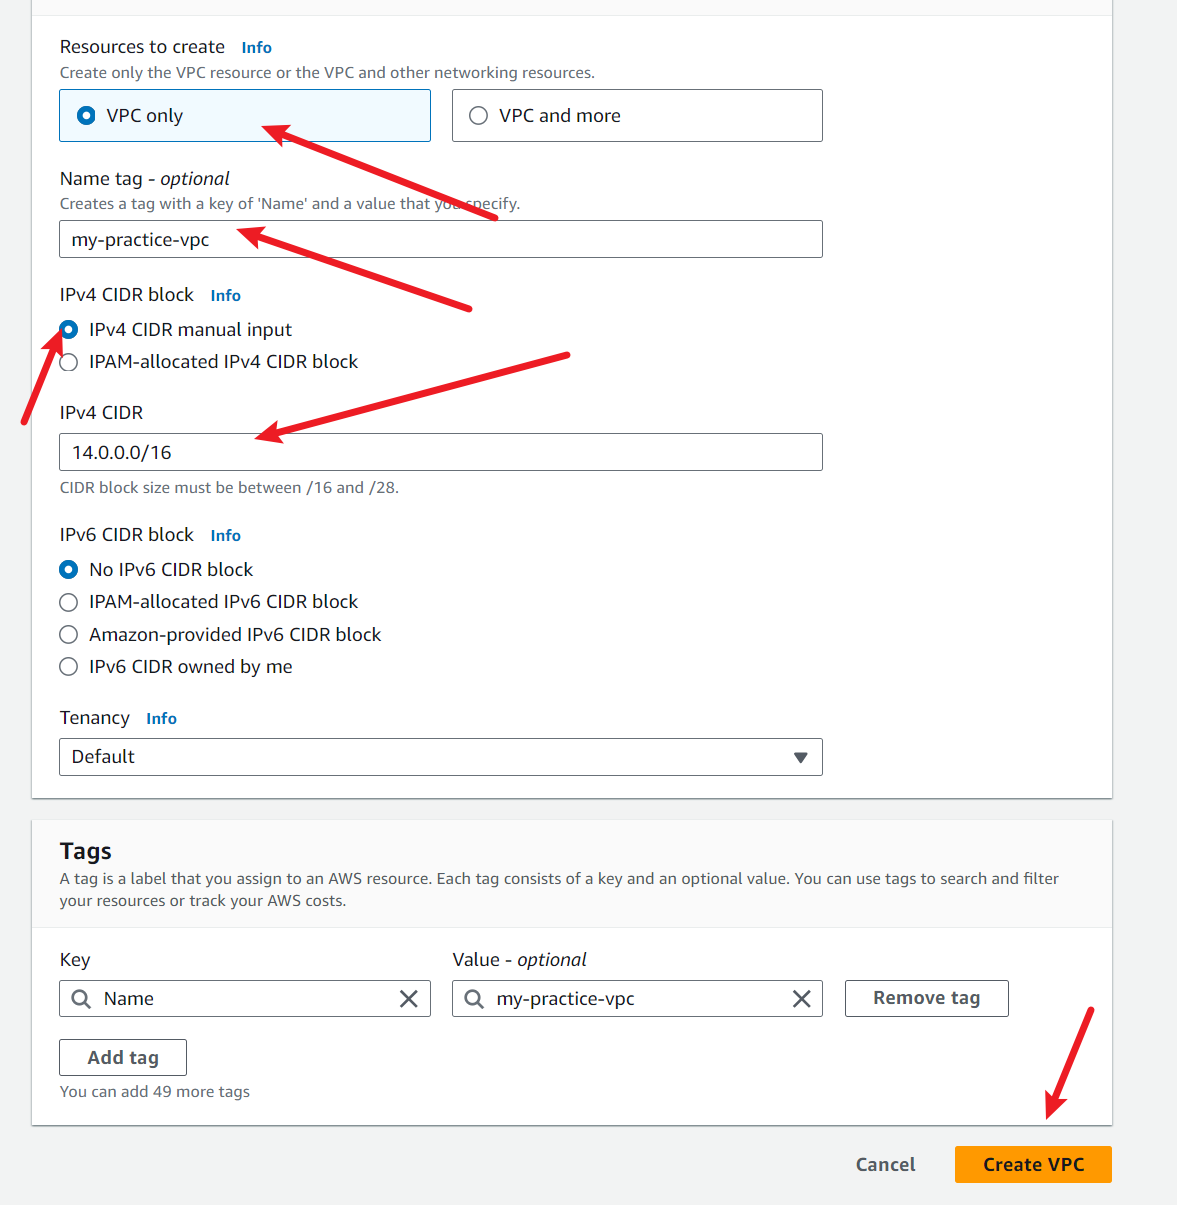 Resources to create Info
Create only the VPC resource or the VPC and other networking resources.
VPC only VPC and more
Name tag - optional
Creates a tag with a key of 'Name' and a value that you specify.
my-practice-vpc
IPv4 CIDR block Info
IPv4 CIDR manual input
IPAM-allocated IPv4 CIDR block
IPv4 CIDR
14.0.0.0/16
CIDR block size must be between /16 and /28.
IPv6 CIDR block Info
No IPv6 CIDR block
IPAM-allocated IPv6 CIDR block
Amazon-provided IPv6 CIDR block
IPv6 CIDR owned by me
Tenancy Info
Default
Tags
A tag is a label that you assign to an AWS resource. Each tag consists of a key and an optional value. You can use tags to search and filter
your resources or track your AWS costs.
Key Value - optional
Name my-practice-vpc Remove tag
Add tag
You can add 49 more tags
Cancel Create VPC